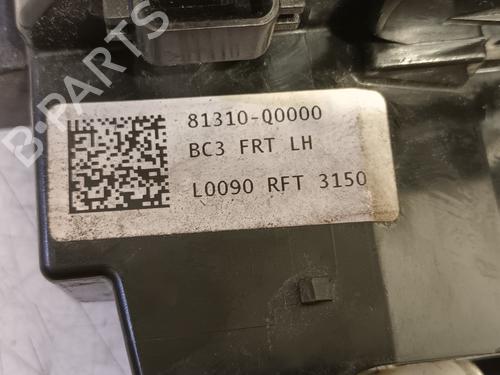 81310-Q0000
BC3 FRT LH
L0090 RFT 3150
B-PARTS